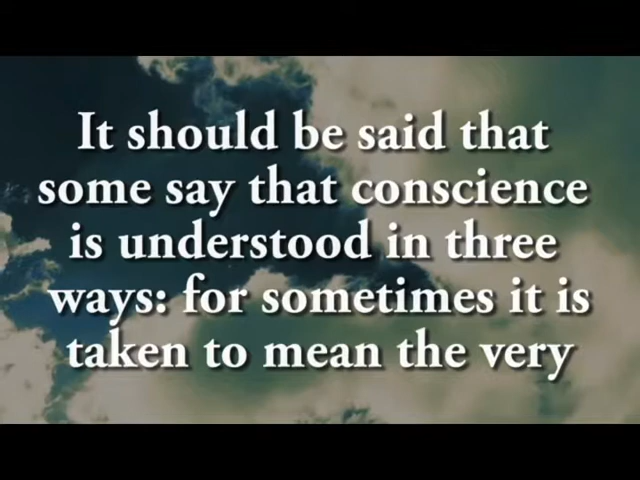 It should be said that
some say that conscience
is understood in three
ways: for sometimes it is
taken to mean the very